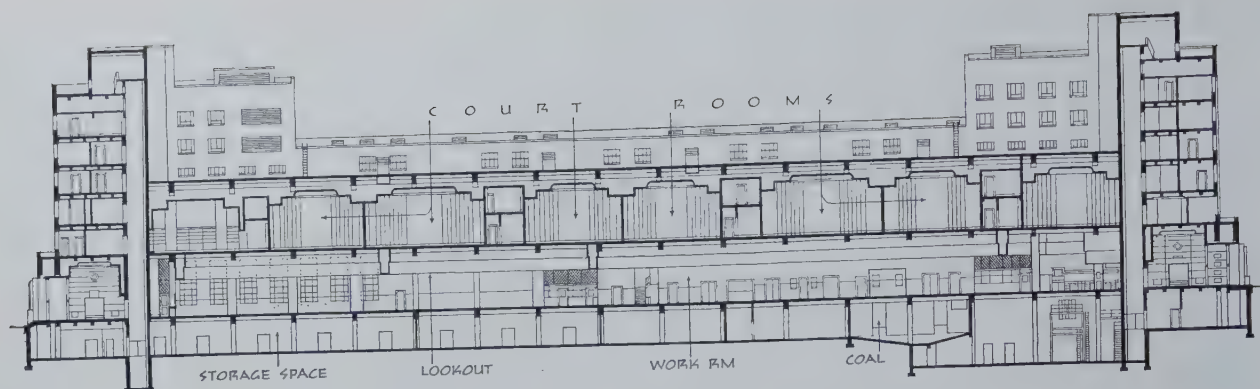 COURT ROOMS
STORAGE SPACE
LOOKOUT
WORK RM
COAL